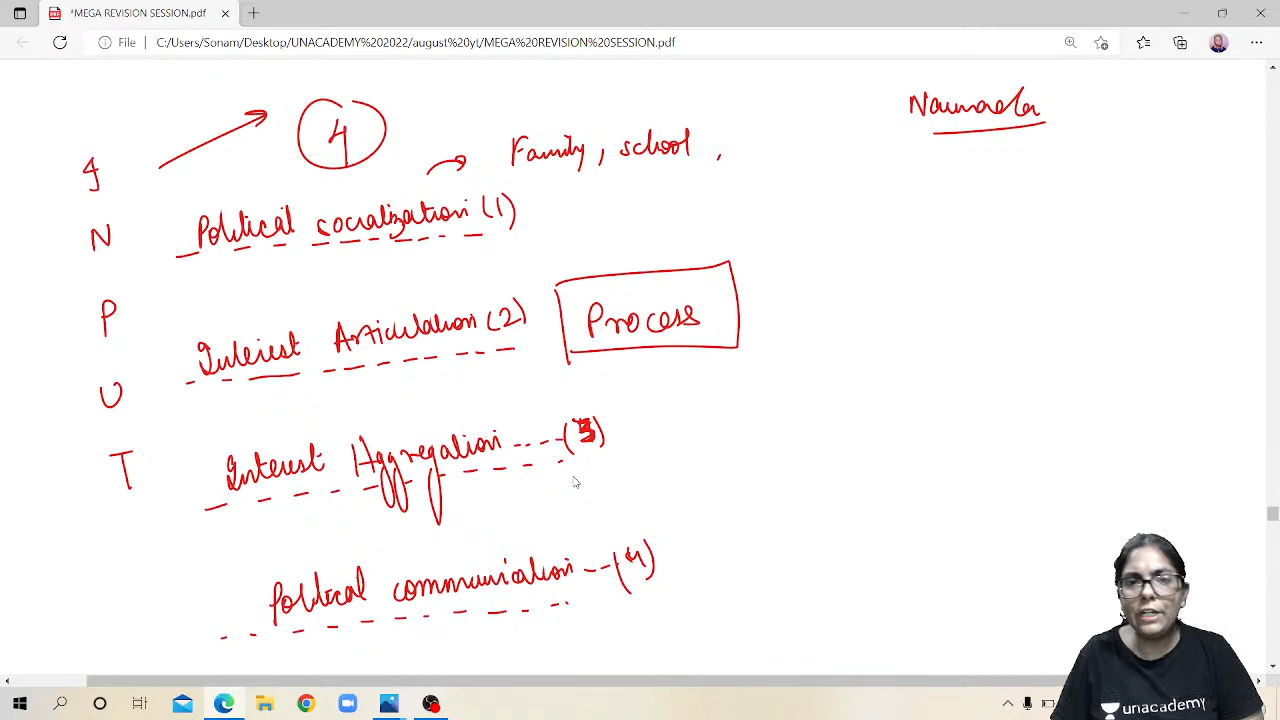 *MEGA REVISION SESSION.pdf
File C:/Users/Sonam/Desktop/UNACADEMY%202022/august%20yt/MEGA%20REVISION%20SESSION.pdf
4
Family, school,
I
N
P
U
T
Political socialization (1)
Interest Articulation (2)
Process
Interest Aggregation ....(3)
Political communication --(4)
unacademy